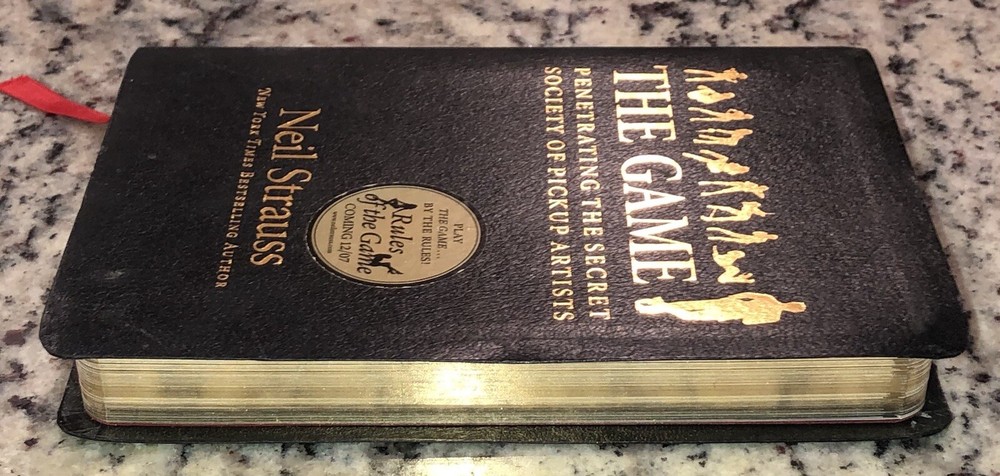 THE GAME
PENETRATING THE SECRET
SOCIETY OF PICKUP ARTISTS
PLAY
THE GAME...
BY THE RULES!
Rules
of the Game
COMING 12/07
Neil Strauss
NEW YORK TIMES BESTSELLING AUTHOR